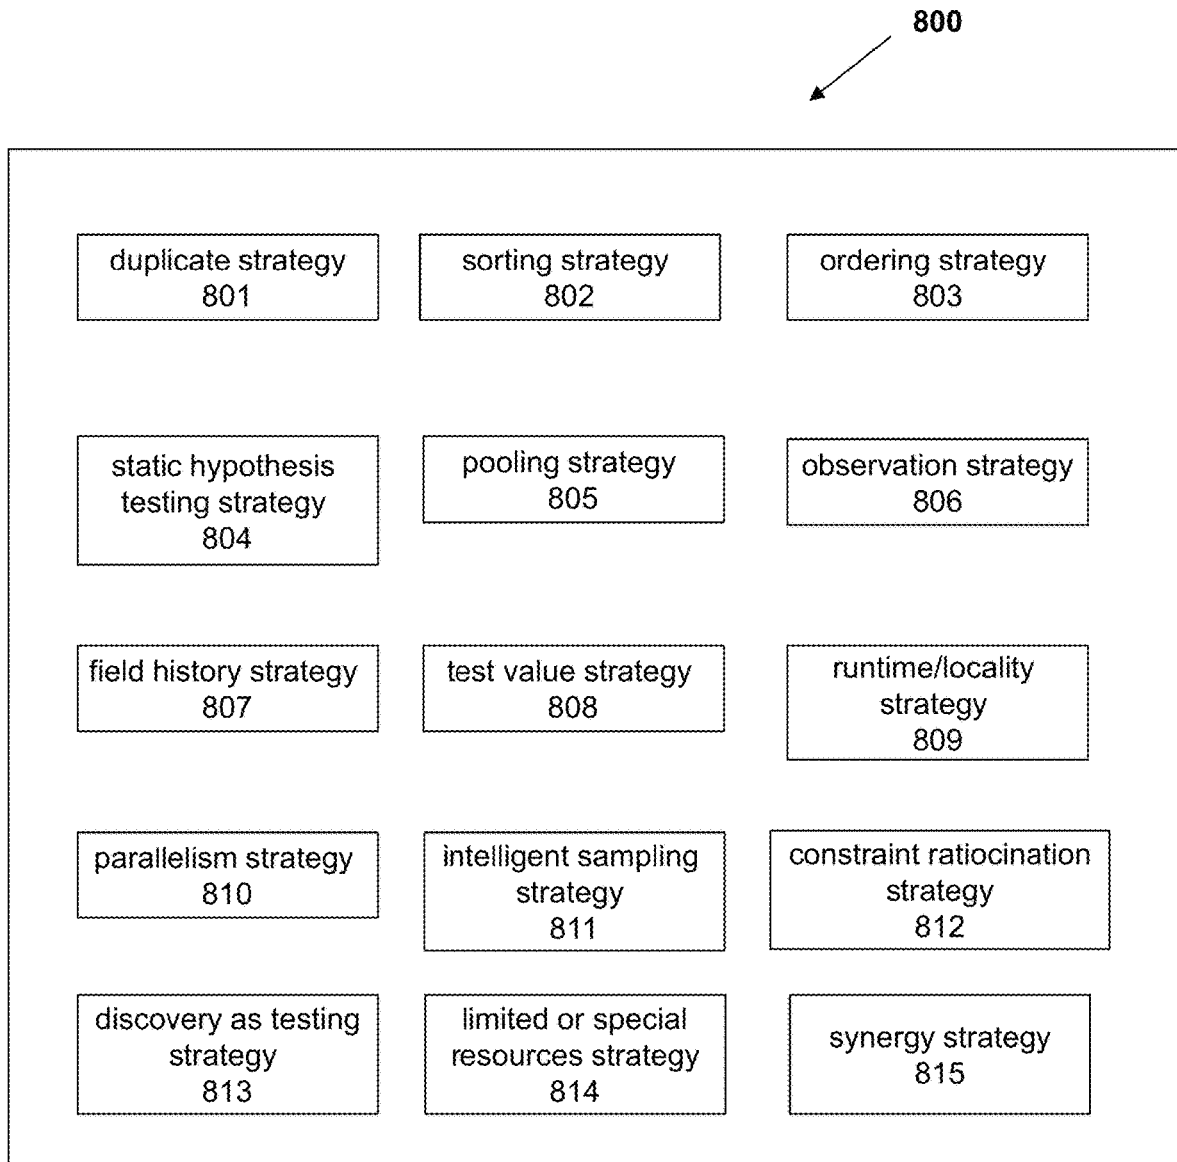 800
duplicate strategy
801
sorting strategy
802
ordering strategy
803
static hypothesis
testing strategy
804
pooling strategy
805
observation strategy
806
field history strategy
807
test value strategy
808
runtime/locality
strategy
809
parallelism strategy
810
intelligent sampling
strategy
811
constraint ratiocination
strategy
812
discovery as testing
strategy
813
limited or special
resources strategy
814
synergy strategy
815